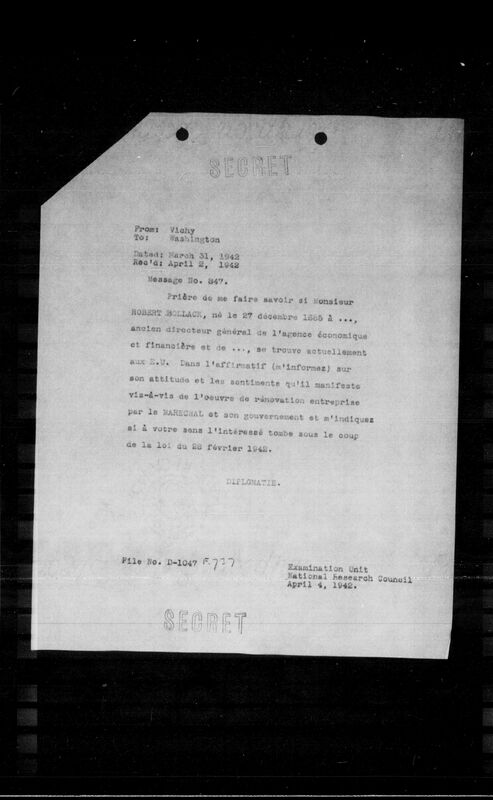 SECRET
From: Vichy
To: Washington
Dated: March 31, 1942
Rec'd: April 2, 1942
Message No. 847.
Prière de me faire savoir si Monsieur
ROBERT BOLLACK, né le 27 décembre 1885 à ...,
ancien directeur général de l'agence économique
et financière et de ..., se trouve actuellement
aux E.U. Dans l'affirmatif (m'informez) sur
son attitude et les sentiments qu'il manifeste
vis-à-vis de l'oeuvre de rénovation entreprise
par le MARECHAL et son gouvernement et m'indiquez
si à votre sens l'intéressé tombe sous le coup
de la loi du 28 février 1942.
DIPLOMATIE.
File No. D-1047
Examination Unit
National Research Council
April 4, 1942.
SECRET